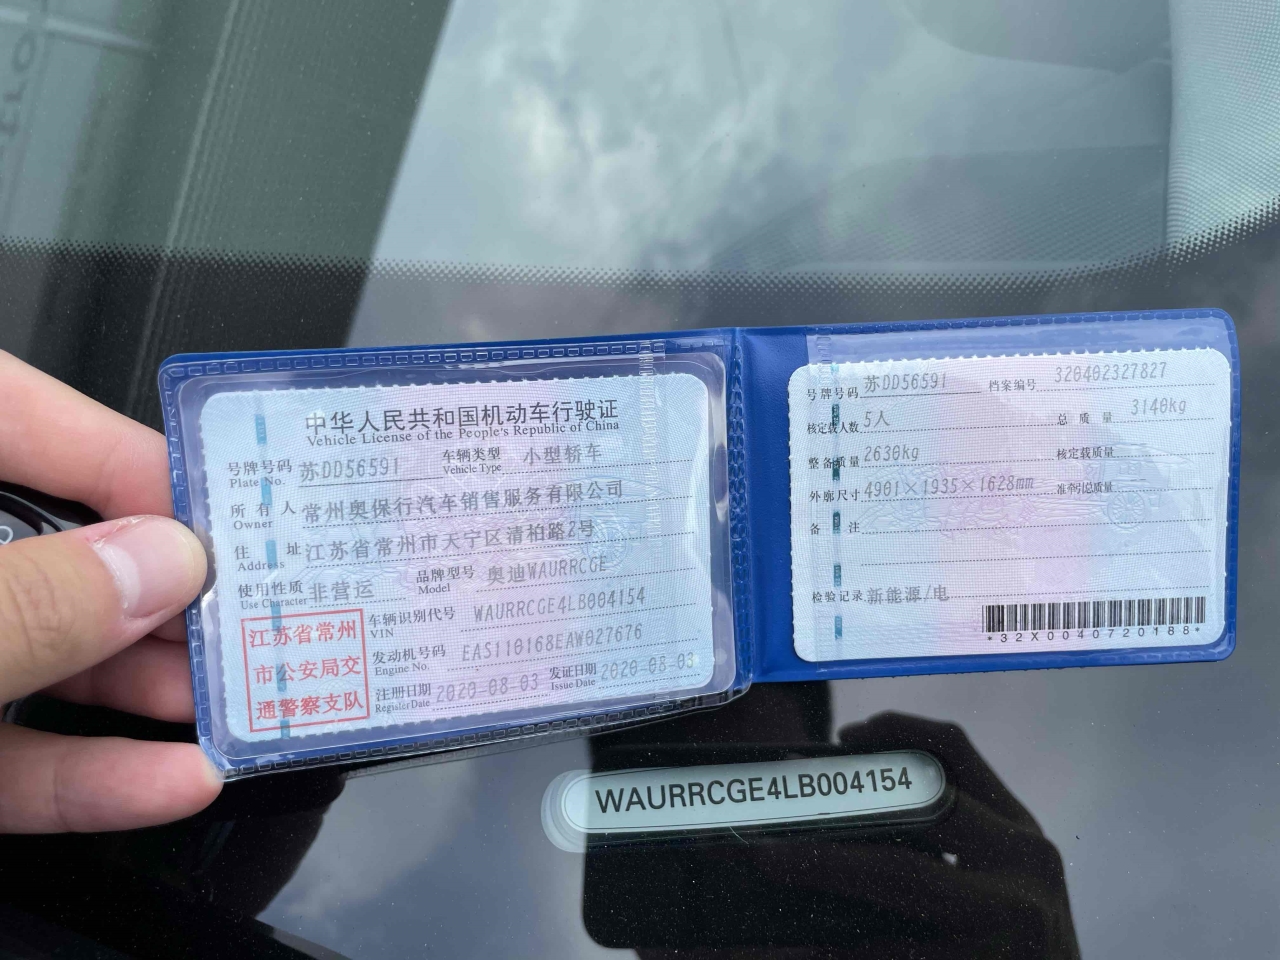 中华人民共和国机动车行驶证
Vehicle License of the People's Republic of China
号牌号码 Plate No. 苏DD56591 车辆类型 Vehicle Type 小型轿车
所有人 Owner 常州奥保行汽车销售服务有限公司
住址 Address 江苏省常州市天宁区清柏路2号
使用性质 Use Character 非营运 品牌型号 Model 奥迪WAURRCGE
车辆识别代号 VIN WAURRCGE4LB004154
发动机号码 Engine No. EAS110168EAW027676
注册日期 Register Date 2020-08-03 发证日期 Issue Date 2020-08-03
江苏省常州
市公安局交
通警察支队
号牌号码 苏DD56591 档案编号 320402327827
核定载人数 5人 总质量 3140kg
整备质量 2630kg 核定载质量 --
外廓尺寸 4901×1935×1628mm 准牵引总质量 --
备注
检验记录 新能源/电
*32X0040720188*
WAURRCGE4LB004154